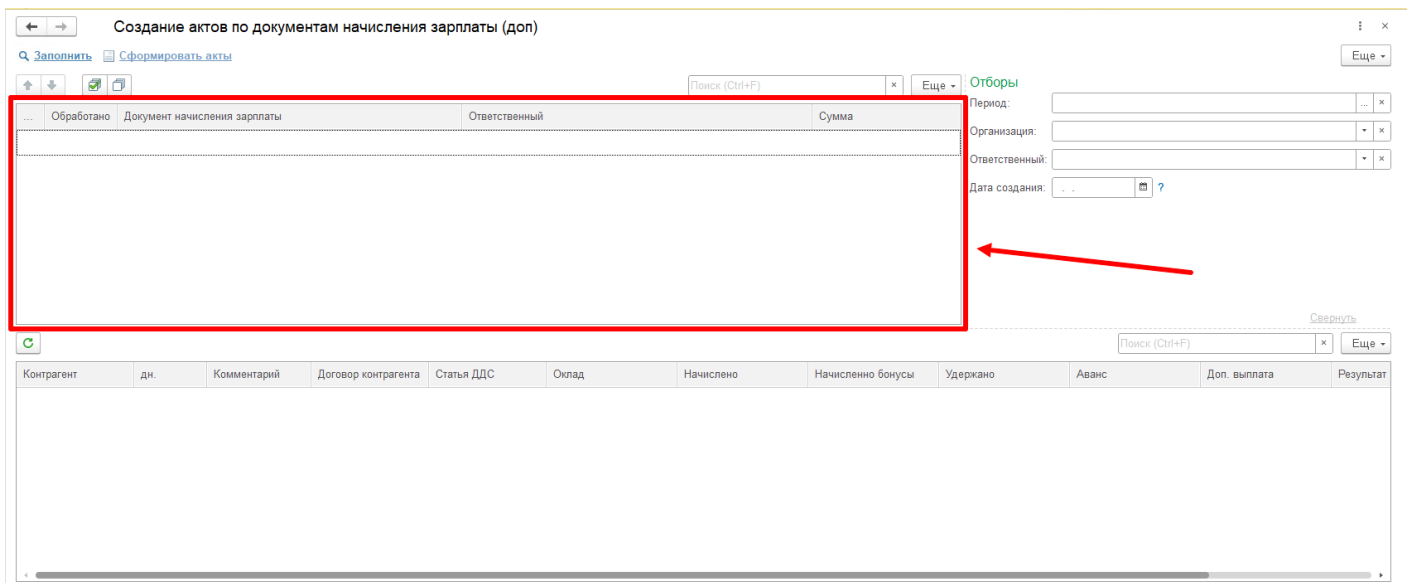 Создание актов по документам начисления зарплаты (доп)
Заполнить Сформировать акты Еще
Поиск (Ctrl+F) × Еще
... Обработано Документ начисления зарплаты Ответственный Сумма
Отборы
Период: ... ×
Организация: ×
Ответственный: ×
Дата создания: . . ?
Свернуть
Поиск (Ctrl+F) × Еще
Контрагент дн. Комментарий Договор контрагента Статья ДДС Оклад Начислено Начисленно бонусы Удержано Аванс Доп. выплата Результат